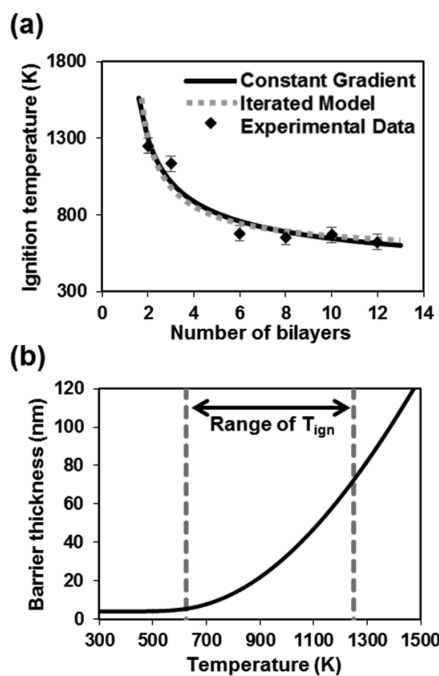 (a)
1800
1300
800
300
Ignition temperature (K)
Constant Gradient
Iterated Model
Experimental Data
0 2 4 6 8 10 12 14
Number of bilayers
(b)
120
100
80
60
40
20
0
Barrier thickness (nm)
Range of Tign
300 500 700 900 1100 1300 1500
Temperature (K)